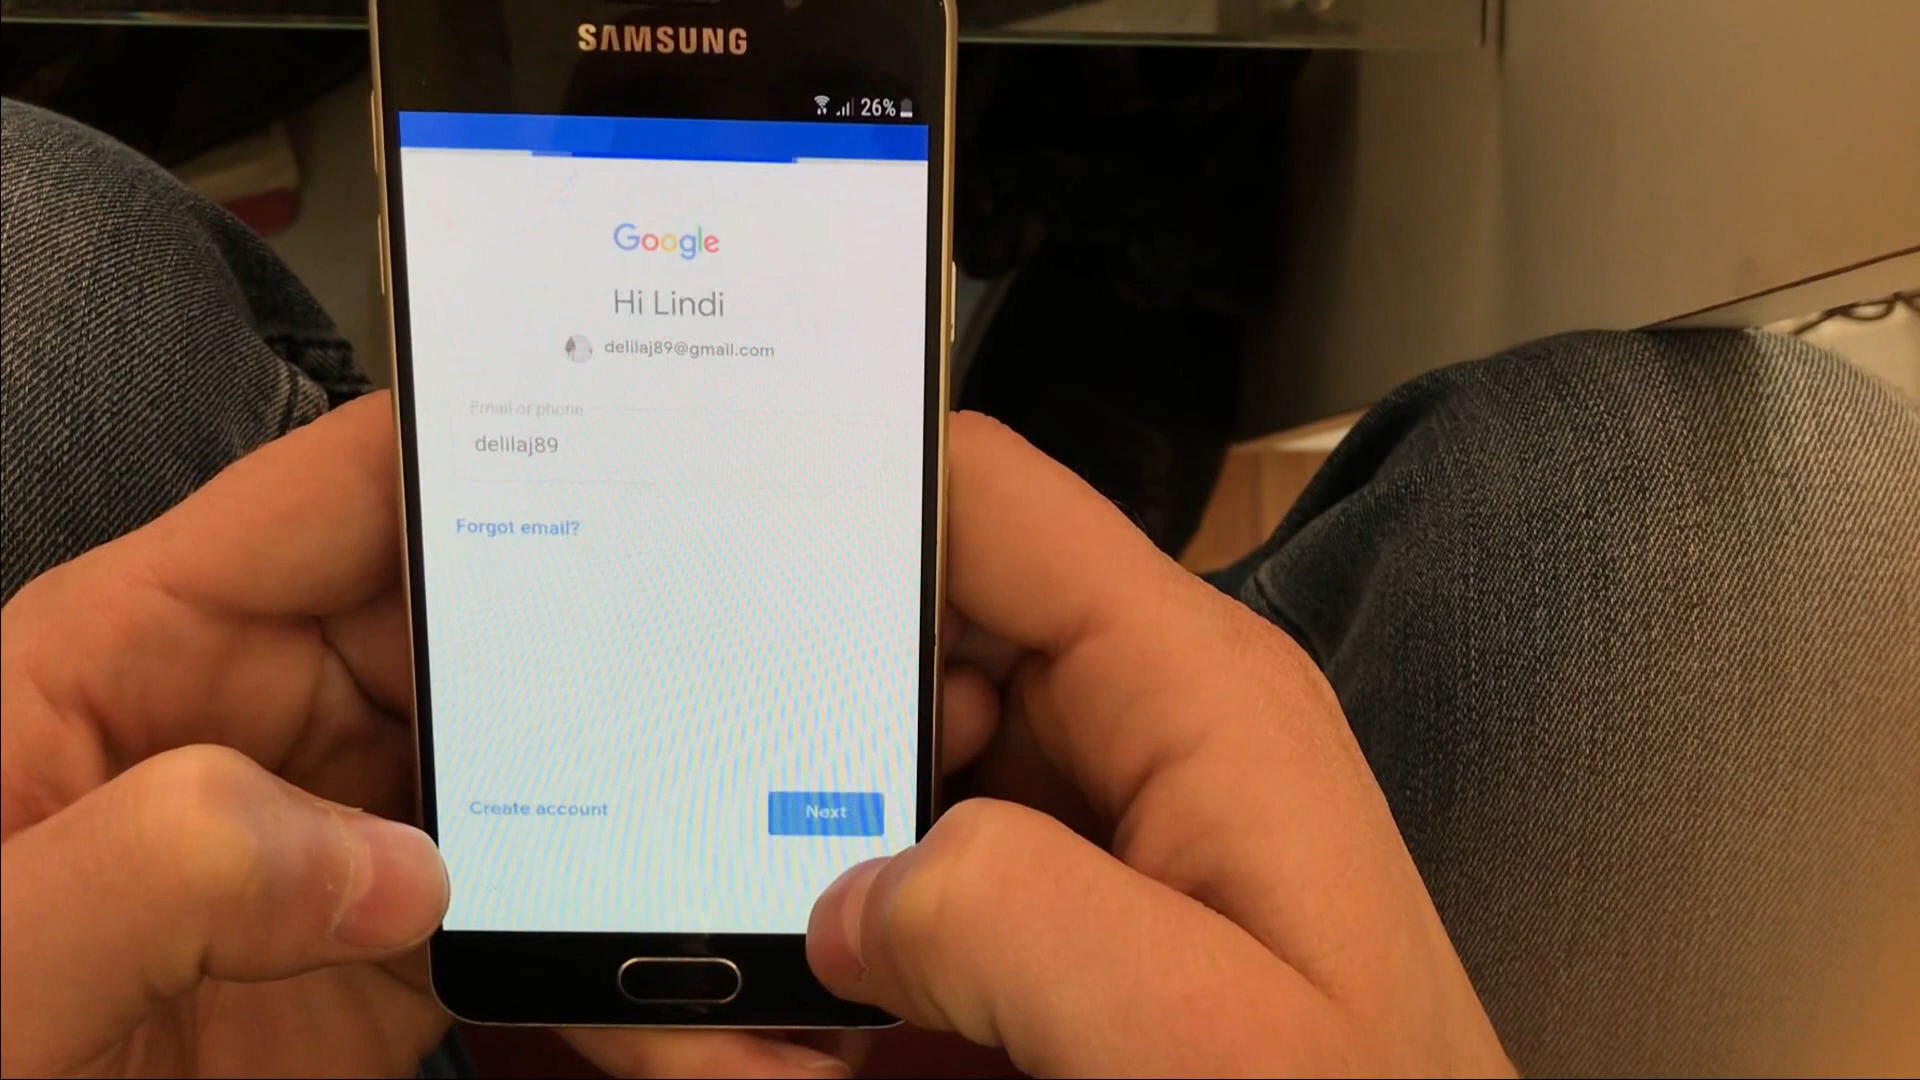 SAMSUNG
26%
Google
Hi Lindi
delilaj89@gmail.com
Email or phone
delilaj89
Forgot email?
Create account
Next